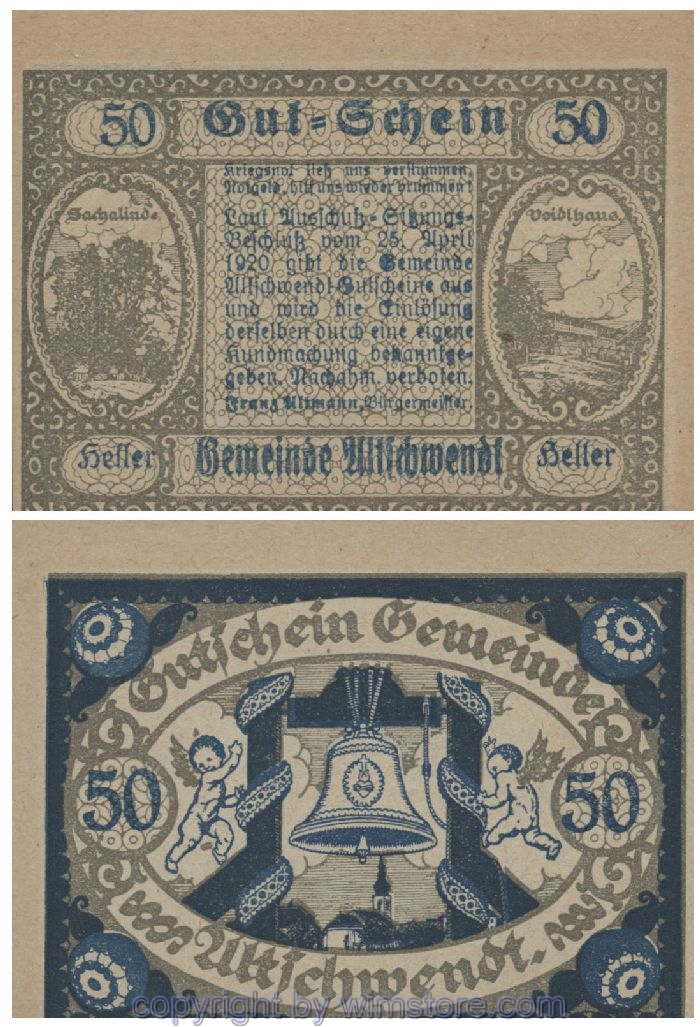 50 Gut-Schein 50
Kriegsnot ließ uns verstummen,
Notgeld, hilf uns wieder brummen!
Sachalinde.
Voidlhaus.
Laut Ausschuß-Sitzungs-
Beschluß vom 25. April
1920 gibt die Gemeinde
Altschwendt Gutscheine aus
und wird die Einlösung
derselben durch eine eigene
Kundmachung bekanntge-
geben. Nachahm. verboten.
Franz Altmann, Bürgermeister.
Heller Gemeinde Altschwendt Heller
Gutschein Gemeinde
50 50
Altschwendt.
copyright by wimstore.com